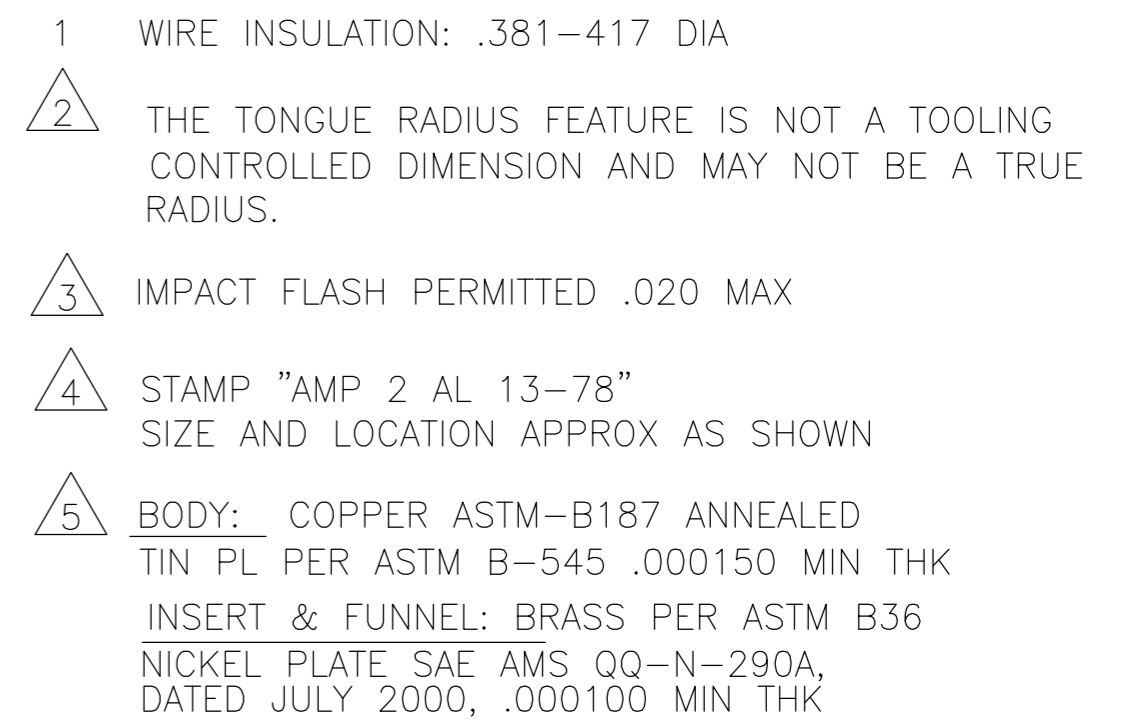 1 WIRE INSULATION: .381-417 DIA
2 THE TONGUE RADIUS FEATURE IS NOT A TOOLING
CONTROLLED DIMENSION AND MAY NOT BE A TRUE
RADIUS.
3 IMPACT FLASH PERMITTED .020 MAX
4 STAMP "AMP 2 AL 13-78"
SIZE AND LOCATION APPROX AS SHOWN
5 BODY: COPPER ASTM-B187 ANNEALED
TIN PL PER ASTM B-545 .000150 MIN THK
INSERT & FUNNEL: BRASS PER ASTM B36
NICKEL PLATE SAE AMS QQ-N-290A,
DATED JULY 2000, .000100 MIN THK